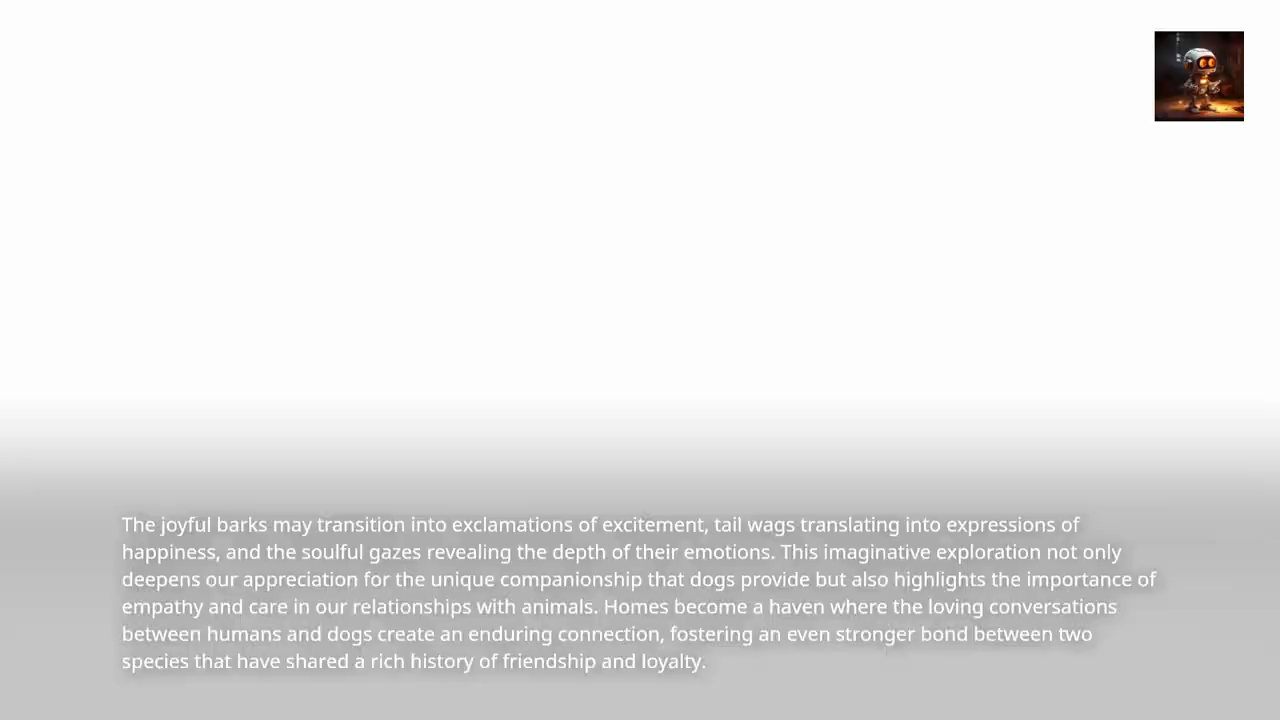 The joyful barks may transition into exclamations of excitement, tail wags translating into expressions of
happiness, and the soulful gazes revealing the depth of their emotions. This imaginative exploration not only
deepens our appreciation for the unique companionship that dogs provide but also highlights the importance of
empathy and care in our relationships with animals. Homes become a haven where the loving conversations
between humans and dogs create an enduring connection, fostering an even stronger bond between two
species that have shared a rich history of friendship and loyalty.